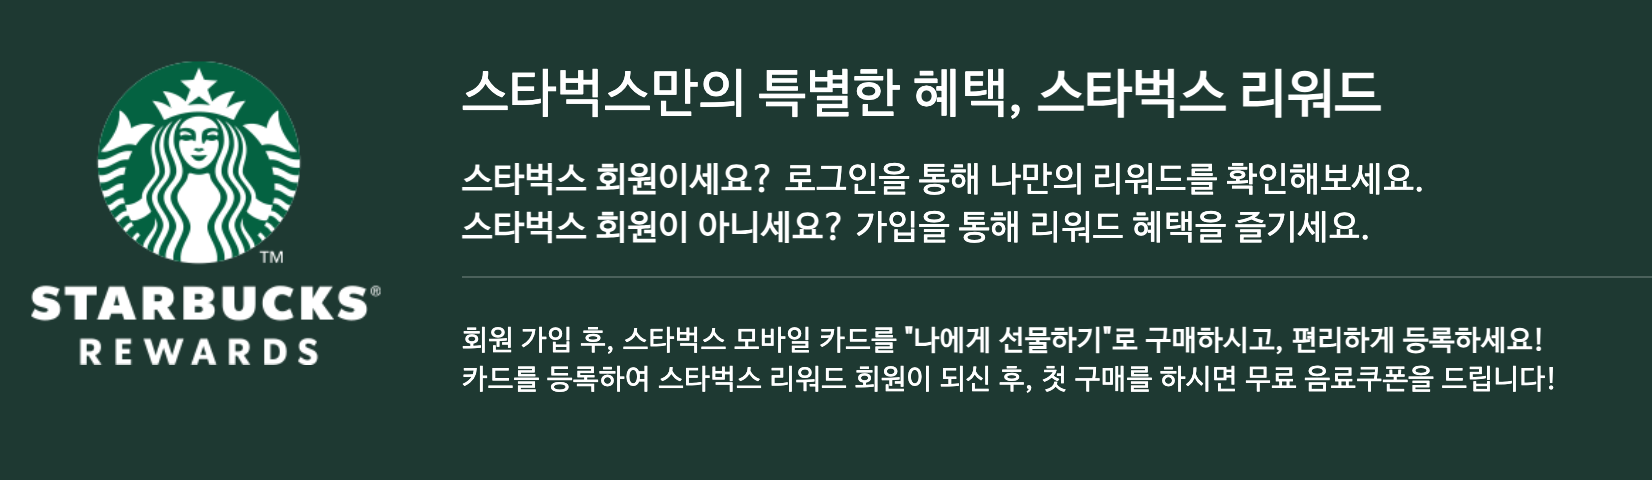 스타벅스만의 특별한 혜택, 스타벅스 리워드
스타벅스 회원이세요? 로그인을 통해 나만의 리워드를 확인해보세요.
스타벅스 회원이 아니세요? 가입을 통해 리워드 혜택을 즐기세요.
TM
STARBUCKS®
REWARDS
회원 가입 후, 스타벅스 모바일 카드를 "나에게 선물하기"로 구매하시고, 편리하게 등록하세요!
카드를 등록하여 스타벅스 리워드 회원이 되신 후, 첫 구매를 하시면 무료 음료쿠폰을 드립니다!